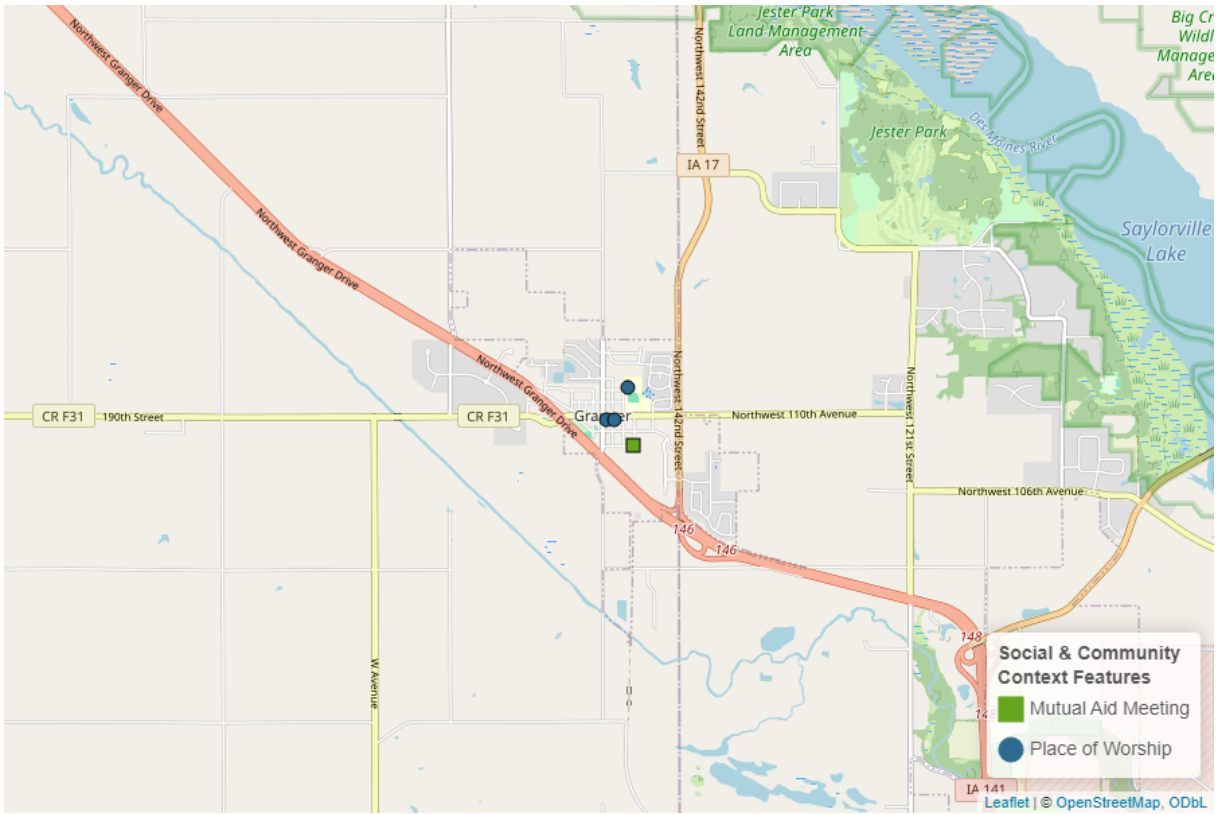 Northwest Granger Drive
Northwest 142nd Street
Jester Park
Land Management
Area
Big Cr
Wildl
Manage
Area
Jester Park
Des Moines River
IA 17
Saylorville
Lake
Northwest Granger Drive
Northwest Granger Drive
Northwest 142nd Street
Northwest 121st Street
CR F31
190th Street
CR F31
Northwest 110th Avenue
Northwest 106th Avenue
146
146
W Avenue
148
148
IA 141
Social & Community
Context Features
Mutual Aid Meeting
Place of Worship
Leaflet | © OpenStreetMap, ODbL